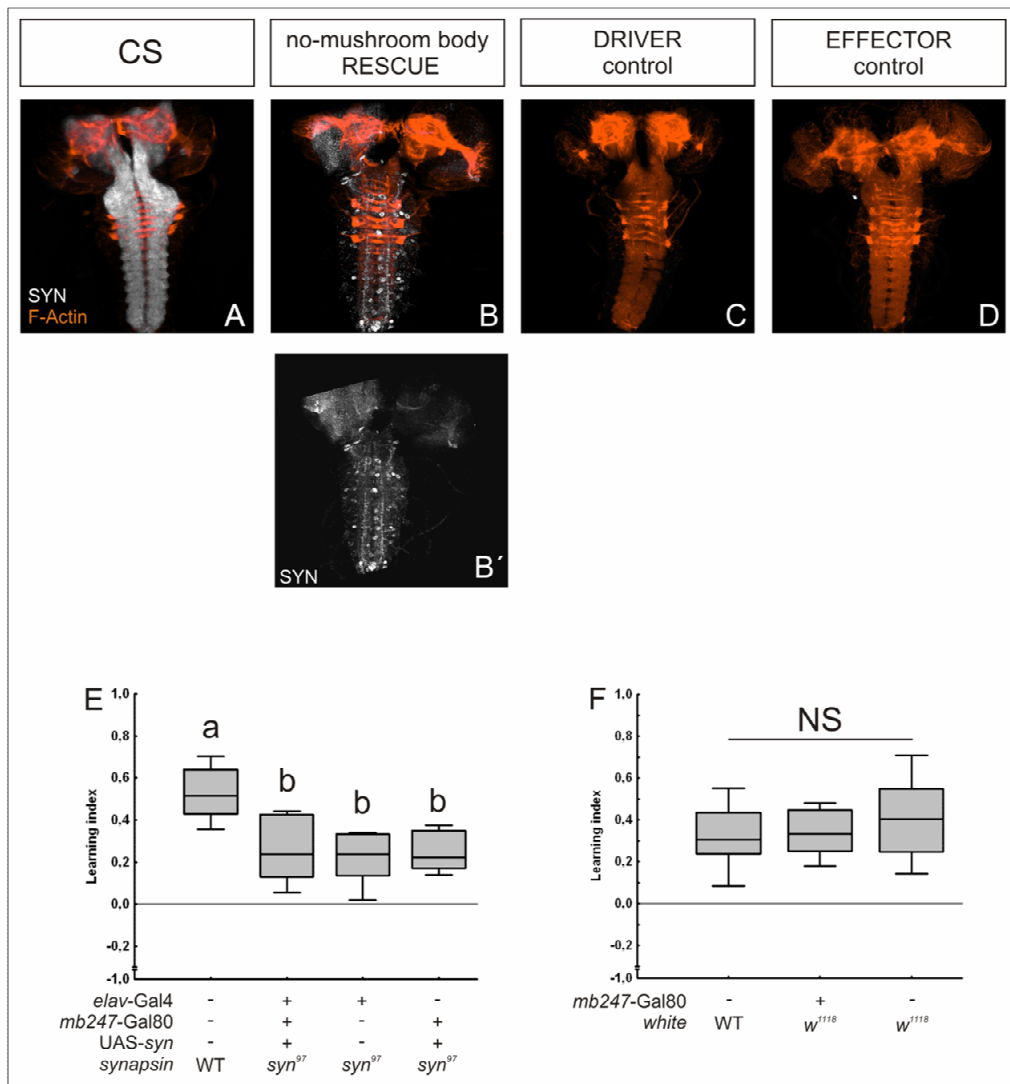 CS
no-mushroom body
RESCUE
DRIVER
control
EFFECTOR
control
SYN
F-Actin
A
B
C
D
SYN
B´
E
1,0
0,8
0,6
0,4
0,2
0,0
-0,2
-1,0
Learning index
a
b
b
b
elav-Gal4 - + + -
mb247-Gal80 - + - +
UAS-syn - + - +
synapsin WT syn97 syn97 syn97
F
1,0
0,8
0,6
0,4
0,2
0,0
-0,2
-1,0
Learning index
NS
mb247-Gal80 - + -
white WT w1118 w1118